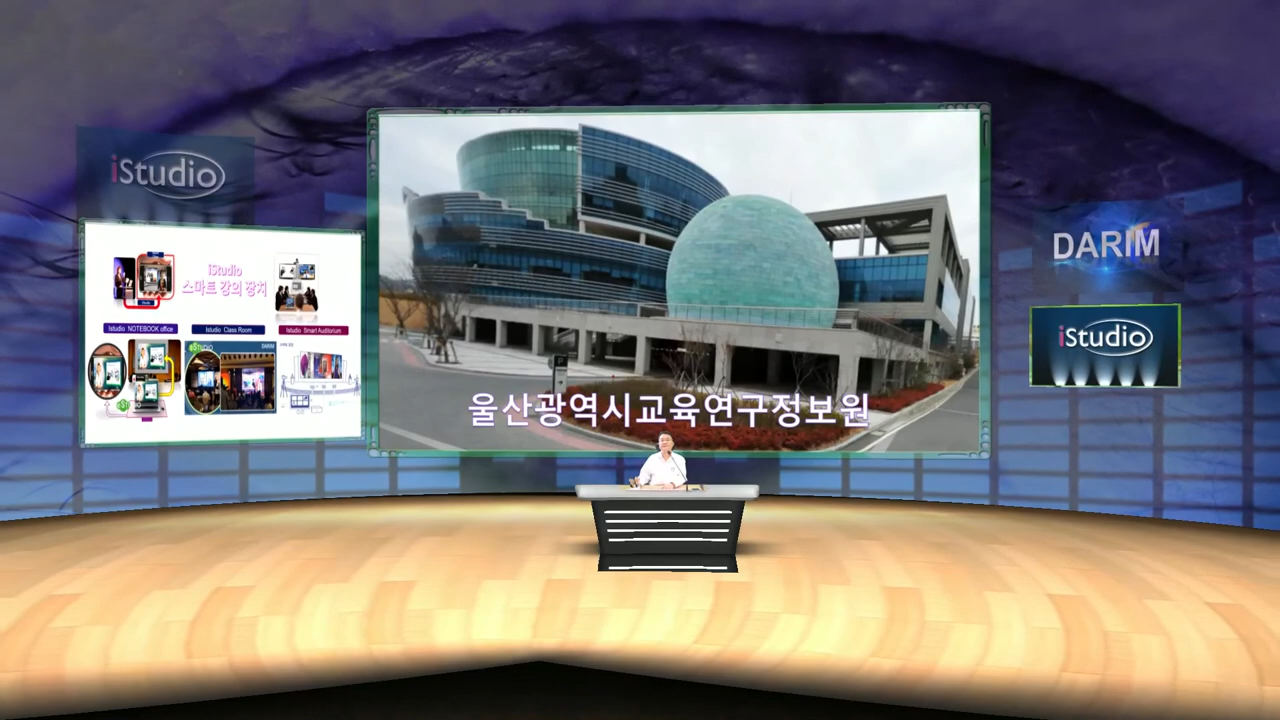 iStudio
iStudio
스마트 강의 장치
Istudio NOTEBOOK office
Istudio Class Room
Istudio Smart Auditorium
DARIM
울산광역시교육연구정보원
DARIM
iStudio